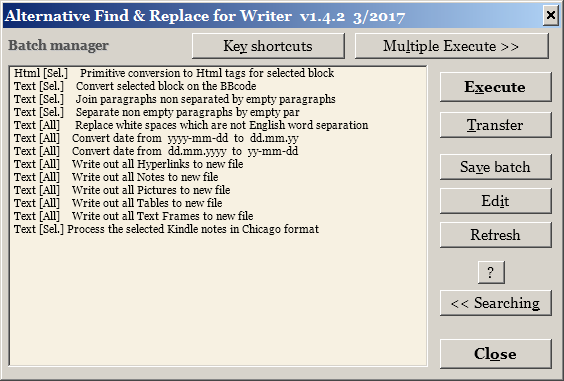 Alternative Find & Replace for Writer v1.4.2 3/2017
Batch manager
Key shortcuts
Multiple Execute >>
Html [Sel.] Primitive conversion to Html tags for selected block
Text [Sel.] Convert selected block on the BBcode
Text [Sel.] Join paragraphs non separated by empty paragraphs
Text [Sel.] Separate non empty paragraphs by empty par
Text [All] Replace white spaces which are not English word separation
Text [All] Convert date from yyyy-mm-dd to dd.mm.yy
Text [All] Convert date from dd.mm.yyyy to yy-mm-dd
Text [All] Write out all Hyperlinks to new file
Text [All] Write out all Notes to new file
Text [All] Write out all Pictures to new file
Text [All] Write out all Tables to new file
Text [All] Write out all Text Frames to new file
Text [Sel.] Process the selected Kindle notes in Chicago format
Execute
Transfer
Save batch
Edit
Refresh
?
<< Searching
Close